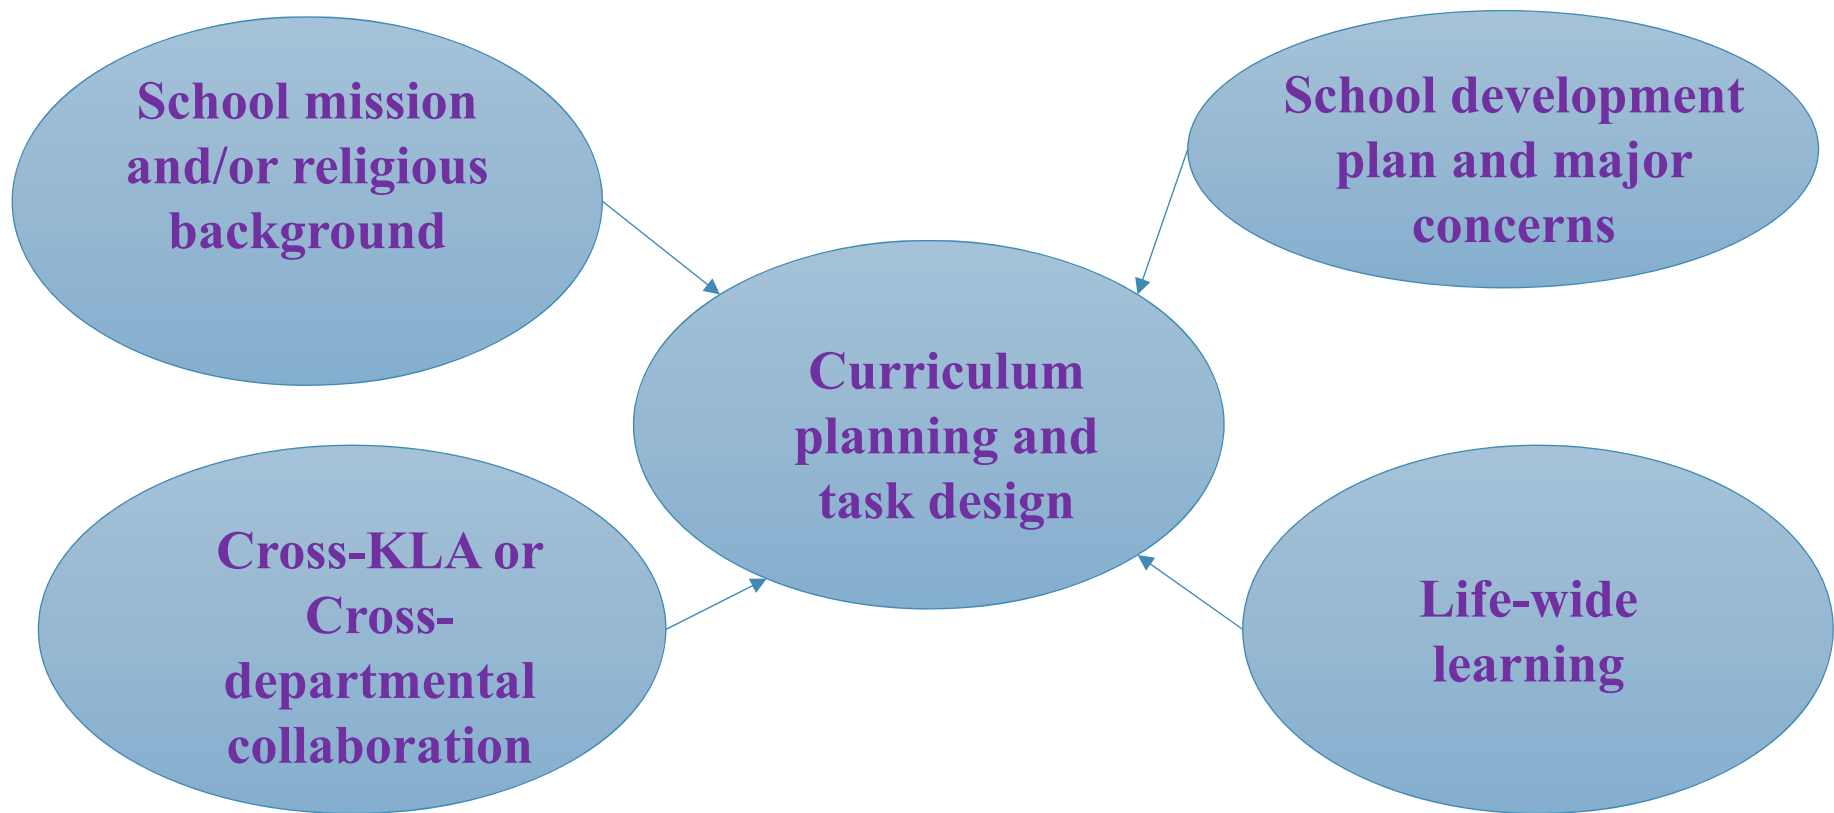 School mission
and/or religious
background
School development
plan and major
concerns
Curriculum
planning and
task design
Cross-KLA or
Cross-
departmental
collaboration
Life-wide
learning